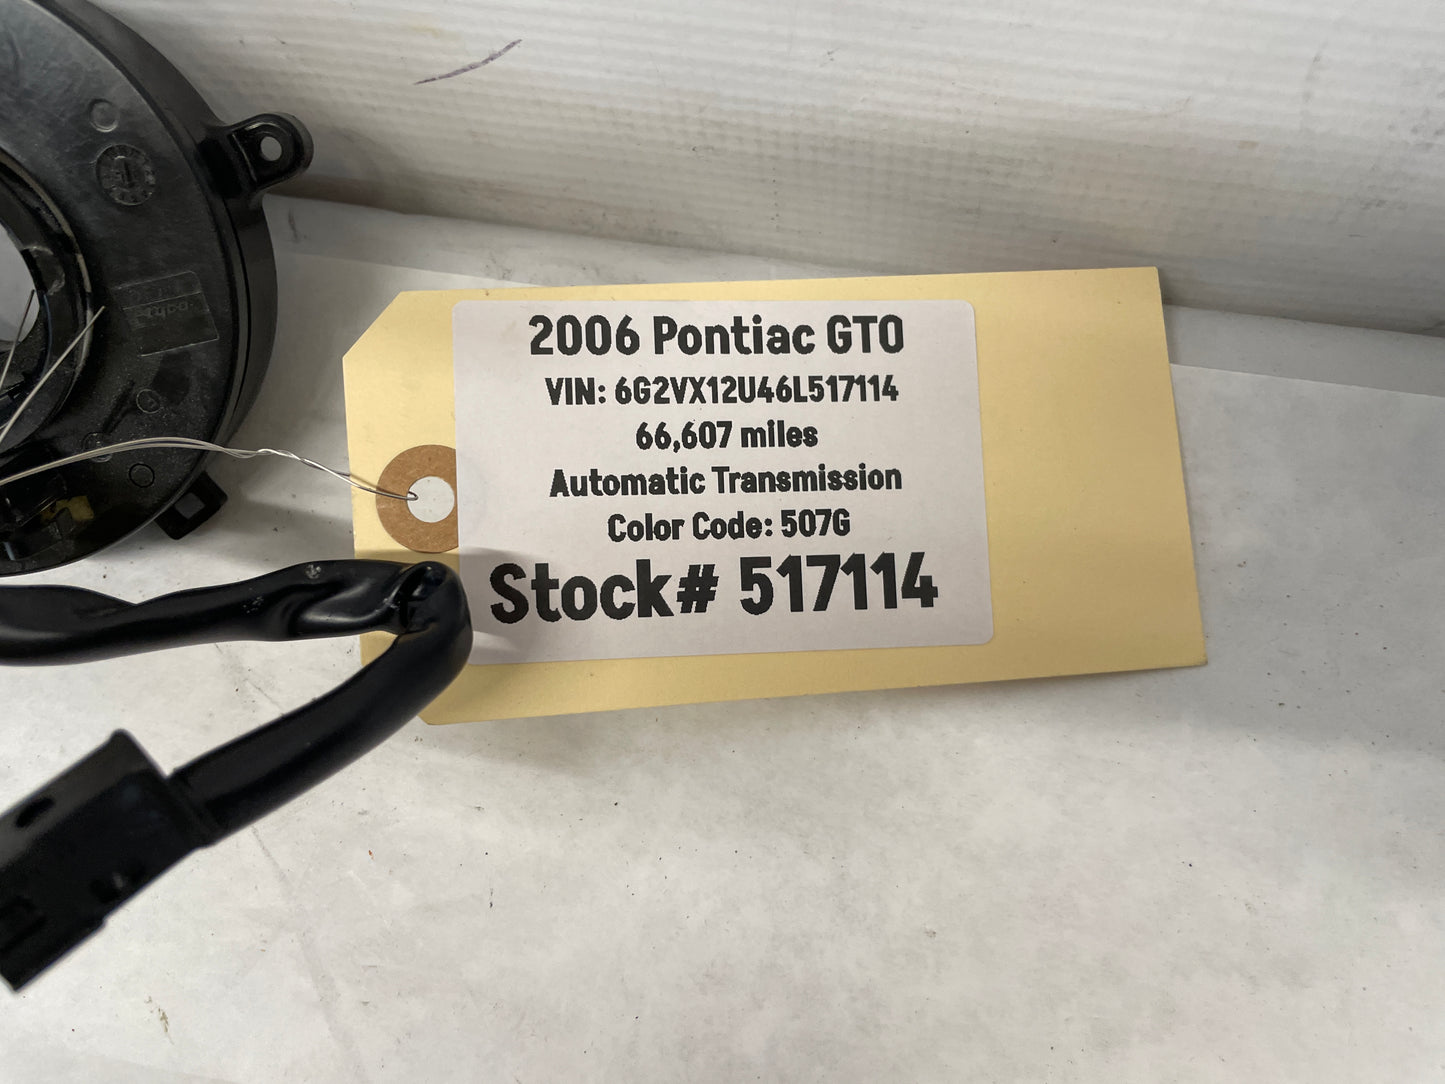 2006 Pontiac GTO
VIN: 6G2VX12U46L517114
66,607 miles
Automatic Transmission
Color Code: 507G
Stock# 517114